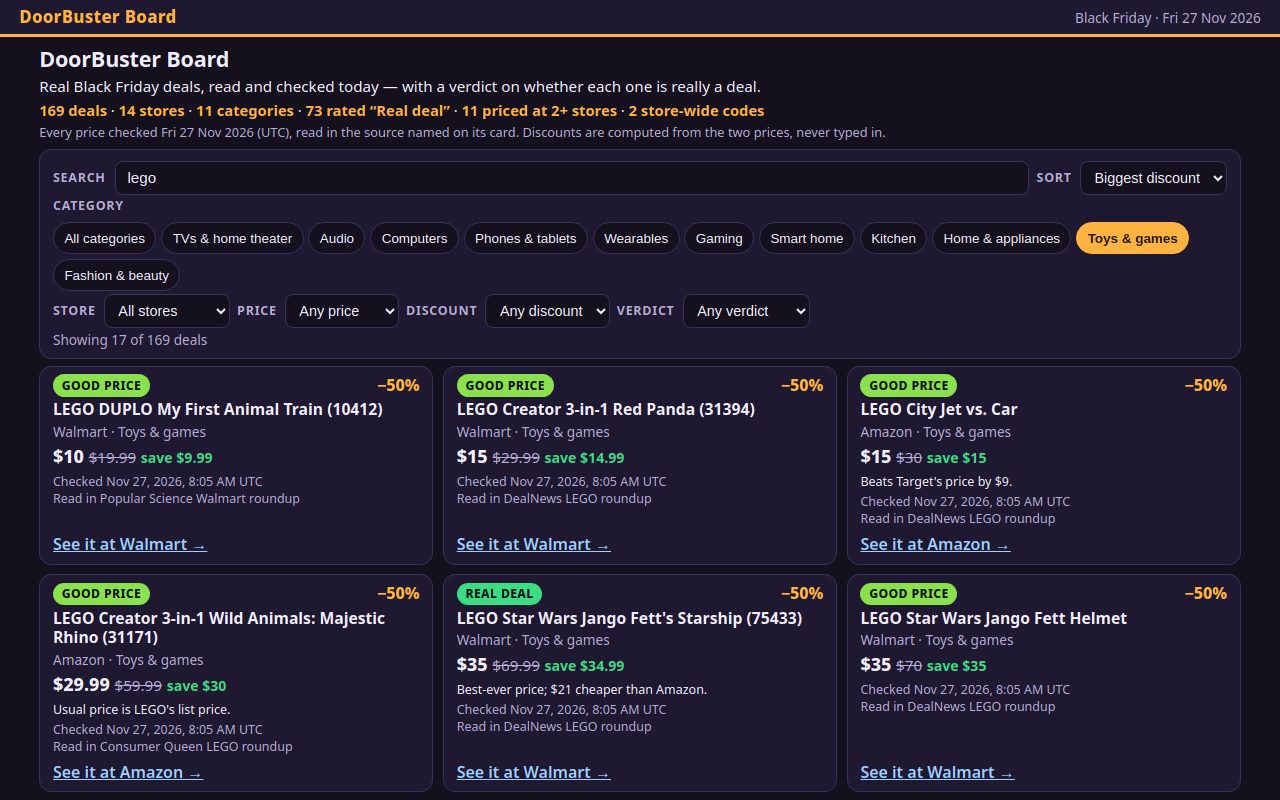 DoorBuster Board
Black Friday · Fri 27 Nov 2026
DoorBuster Board
Real Black Friday deals, read and checked today — with a verdict on whether each one is really a deal.
169 deals · 14 stores · 11 categories · 73 rated “Real deal” · 11 priced at 2+ stores · 2 store-wide codes
Every price checked Fri 27 Nov 2026 (UTC), read in the source named on its card. Discounts are computed from the two prices, never typed in.
SEARCH lego SORT Biggest discount
CATEGORY
All categories TVs & home theater Audio Computers Phones & tablets Wearables Gaming Smart home Kitchen Home & appliances Toys & games
Fashion & beauty
STORE All stores PRICE Any price DISCOUNT Any discount VERDICT Any verdict
Showing 17 of 169 deals
GOOD PRICE −50%
LEGO DUPLO My First Animal Train (10412)
Walmart · Toys & games
$10 $19.99 save $9.99
Checked Nov 27, 2026, 8:05 AM UTC
Read in Popular Science Walmart roundup
See it at Walmart →
GOOD PRICE −50%
LEGO Creator 3-in-1 Red Panda (31394)
Walmart · Toys & games
$15 $29.99 save $14.99
Checked Nov 27, 2026, 8:05 AM UTC
Read in DealNews LEGO roundup
See it at Walmart →
GOOD PRICE −50%
LEGO City Jet vs. Car
Amazon · Toys & games
$15 $30 save $15
Beats Target's price by $9.
Checked Nov 27, 2026, 8:05 AM UTC
Read in DealNews LEGO roundup
See it at Amazon →
GOOD PRICE −50%
LEGO Creator 3-in-1 Wild Animals: Majestic
Rhino (31171)
Amazon · Toys & games
$29.99 $59.99 save $30
Usual price is LEGO's list price.
Checked Nov 27, 2026, 8:05 AM UTC
Read in Consumer Queen LEGO roundup
See it at Amazon →
REAL DEAL −50%
LEGO Star Wars Jango Fett's Starship (75433)
Walmart · Toys & games
$35 $69.99 save $34.99
Best-ever price; $21 cheaper than Amazon.
Checked Nov 27, 2026, 8:05 AM UTC
Read in DealNews LEGO roundup
See it at Walmart →
GOOD PRICE −50%
LEGO Star Wars Jango Fett Helmet
Walmart · Toys & games
$35 $70 save $35
Checked Nov 27, 2026, 8:05 AM UTC
Read in DealNews LEGO roundup
See it at Walmart →